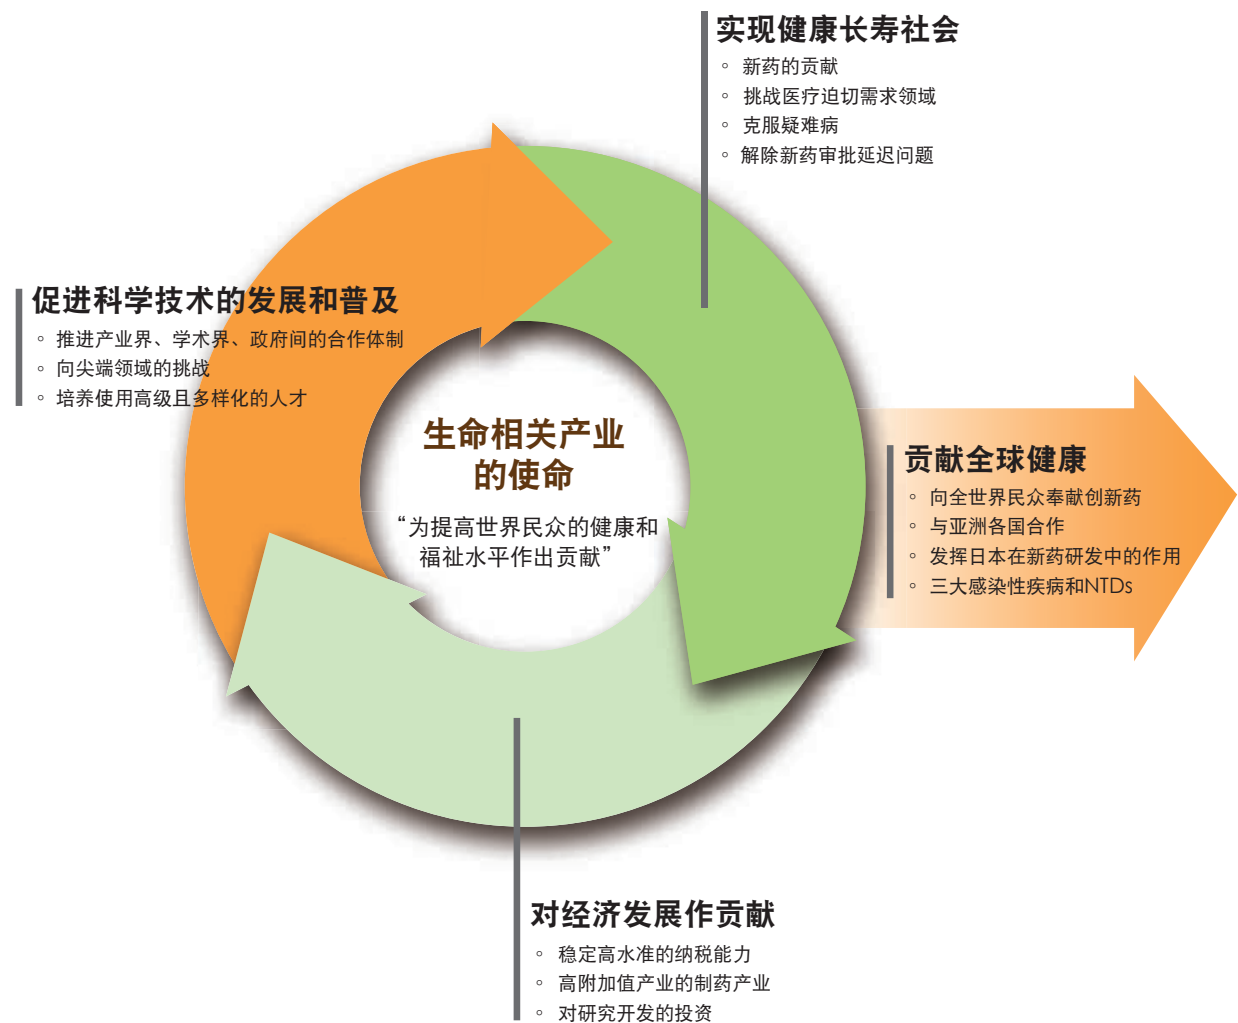 实现健康长寿社会
◦ 新药的贡献
◦ 挑战医疗迫切需求领域
◦ 克服疑难病
◦ 解除新药审批延迟问题
促进科学技术的发展和普及
◦ 推进产业界、学术界、政府间的合作体制
◦ 向尖端领域的挑战
◦ 培养使用高级且多样化的人才
生命相关产业
的使命
“为提高世界民众的健康和
福祉水平作出贡献”
贡献全球健康
◦ 向全世界民众奉献创新药
◦ 与亚洲各国合作
◦ 发挥日本在新药研发中的作用
◦ 三大感染性疾病和NTDs
对经济发展作贡献
◦ 稳定高水准的纳税能力
◦ 高附加值产业的制药产业
◦ 对研究开发的投资